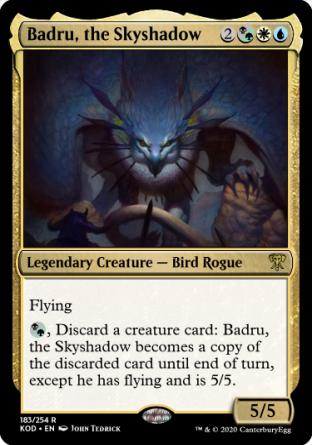 Badru, the Skyshadow 2
Legendary Creature — Bird Rogue
Flying
, Discard a creature card: Badru,
the Skyshadow becomes a copy of
the discarded card until end of turn,
except he has flying and is 5/5.
5/5
183/254 R
KOD • EN JOHN TEDRICK
™ & © 2020 CanterburyEgg